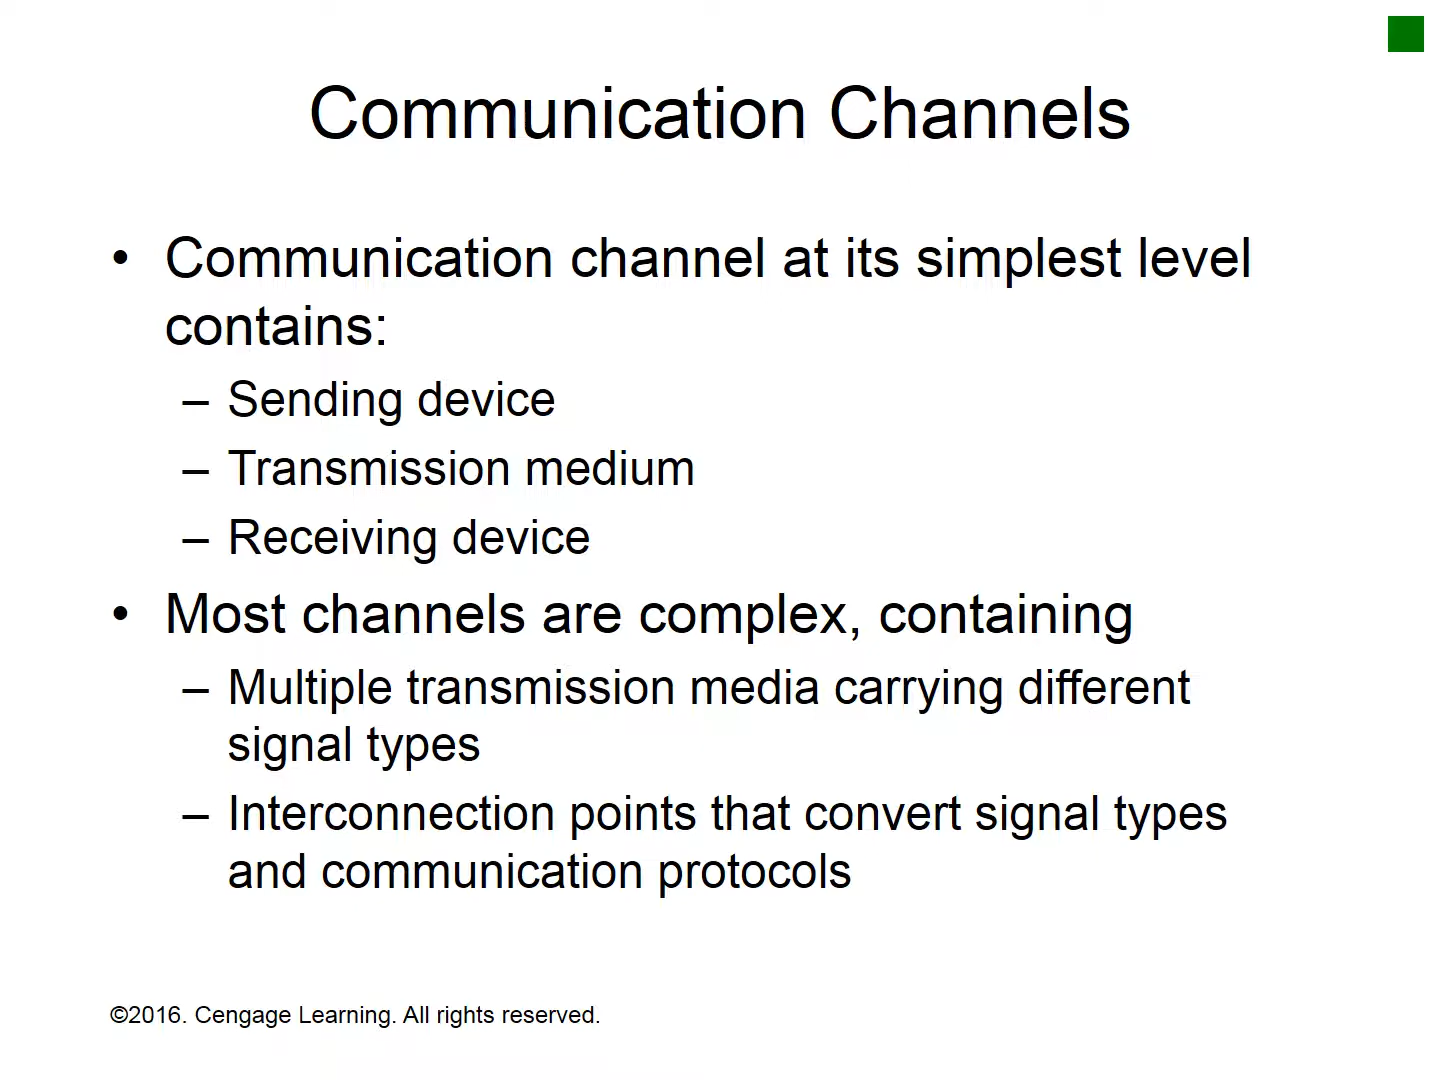 Communication Channels
• Communication channel at its simplest level
contains:
– Sending device
– Transmission medium
– Receiving device
• Most channels are complex, containing
– Multiple transmission media carrying different
signal types
– Interconnection points that convert signal types
and communication protocols
©2016. Cengage Learning. All rights reserved.